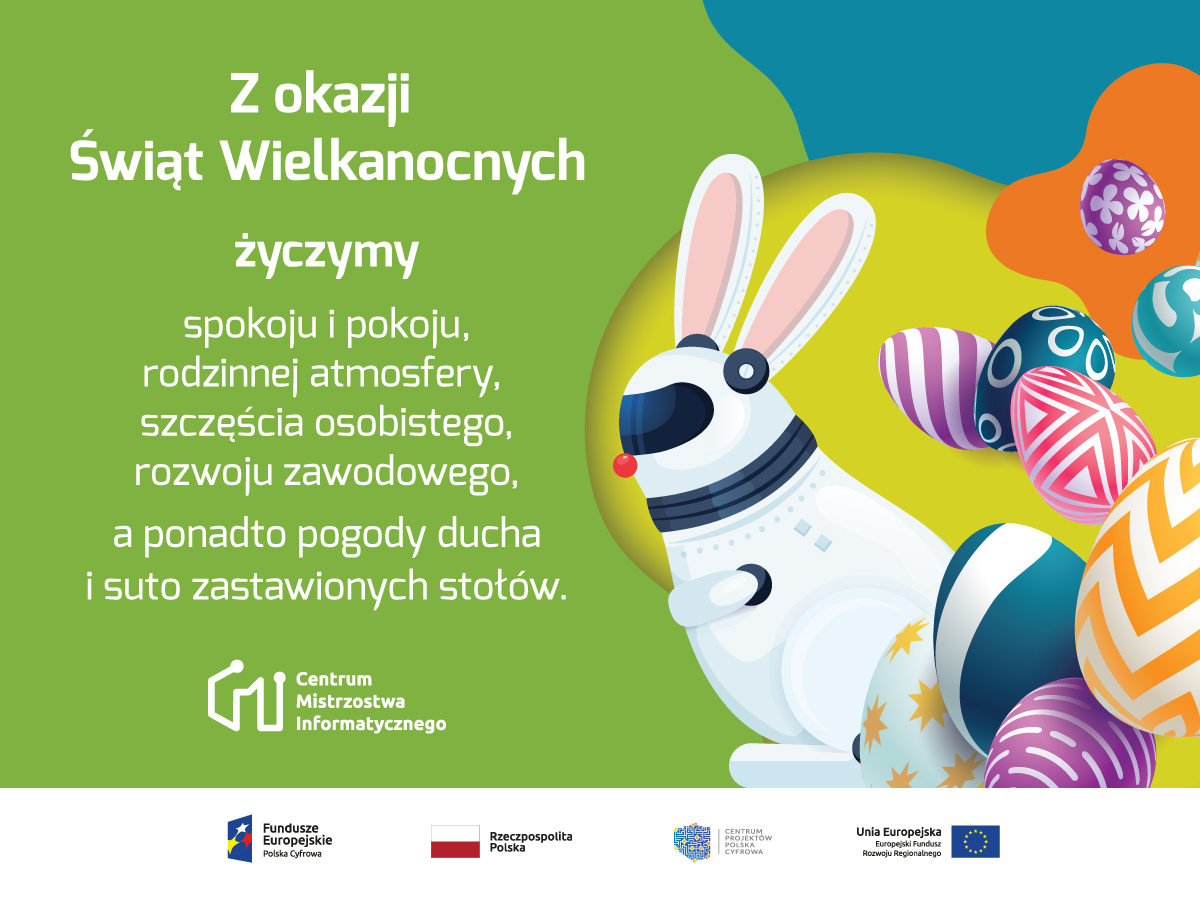 Z okazji
Świąt Wielkanocnych
życzymy
spokoju i pokoju,
rodzinnej atmosfery,
szczęścia osobistego,
rozwoju zawodowego,
a ponadto pogody ducha
i suto zastawionych stołów.
Centrum
Mistrzostwa
Informatycznego
Fundusze
Europejskie
Polska Cyfrowa
Rzeczpospolita
Polska
CENTRUM
PROJEKTÓW
POLSKA
CYFROWA
Unia Europejska
Europejski Fundusz
Rozwoju Regionalnego